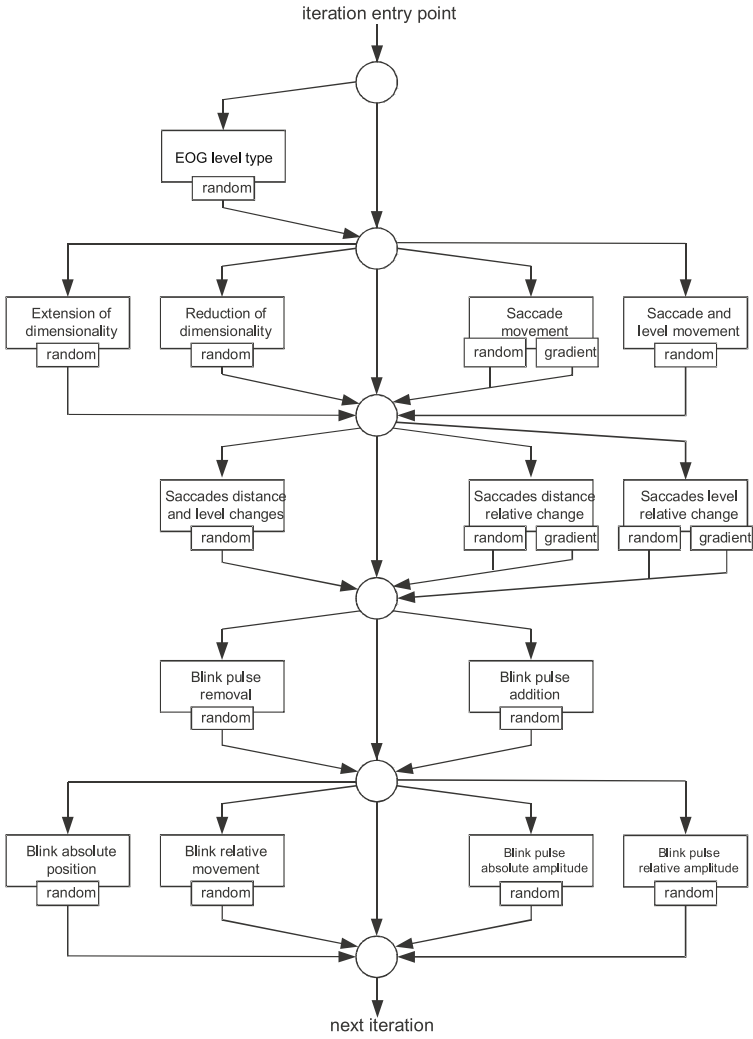 iteration entry point
EOG level type
random
Extension of
dimensionality
random
Reduction of
dimensionality
random
Saccade
movement
random
gradient
Saccade and
level movement
random
Saccades distance
and level changes
random
Saccades distance
relative change
random
gradient
Saccades level
relative change
random
gradient
Blink pulse
removal
random
Blink pulse
addition
random
Blink absolute
position
random
Blink relative
movement
random
Blink pulse
absolute amplitude
random
Blink pulse
relative amplitude
random
next iteration